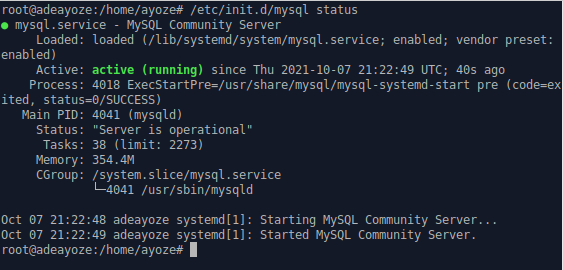 root@adeayoze:/home/ayoze# /etc/init.d/mysql status
● mysql.service - MySQL Community Server
     Loaded: loaded (/lib/systemd/system/mysql.service; enabled; vendor preset:
enabled)
     Active: active (running) since Thu 2021-10-07 21:22:49 UTC; 40s ago
    Process: 4018 ExecStartPre=/usr/share/mysql/mysql-systemd-start pre (code=ex
ited, status=0/SUCCESS)
   Main PID: 4041 (mysqld)
     Status: "Server is operational"
      Tasks: 38 (limit: 2273)
     Memory: 354.4M
     CGroup: /system.slice/mysql.service
             └─4041 /usr/sbin/mysqld

Oct 07 21:22:48 adeayoze systemd[1]: Starting MySQL Community Server...
Oct 07 21:22:49 adeayoze systemd[1]: Started MySQL Community Server.
root@adeayoze:/home/ayoze#